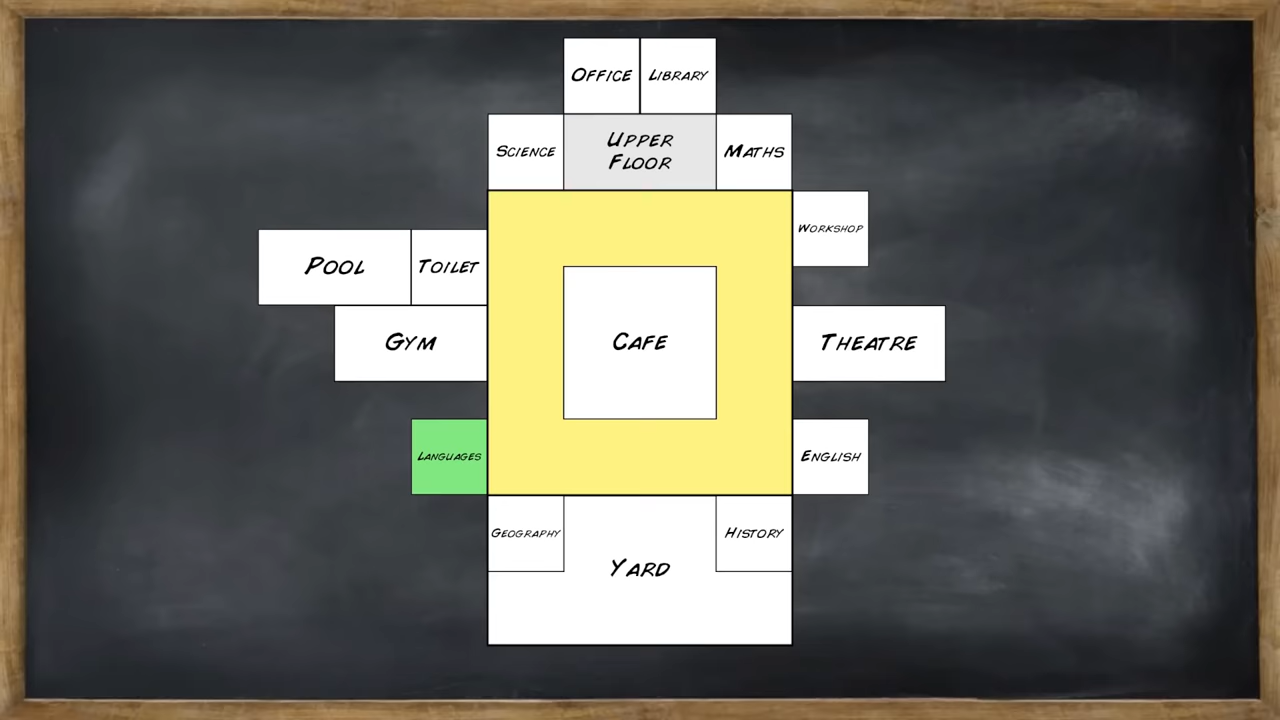 OFFICE
LIBRARY
SCIENCE
UPPER
FLOOR
MATHS
WORKSHOP
POOL
TOILET
GYM
CAFE
THEATRE
LANGUAGES
ENGLISH
GEOGRAPHY
HISTORY
YARD